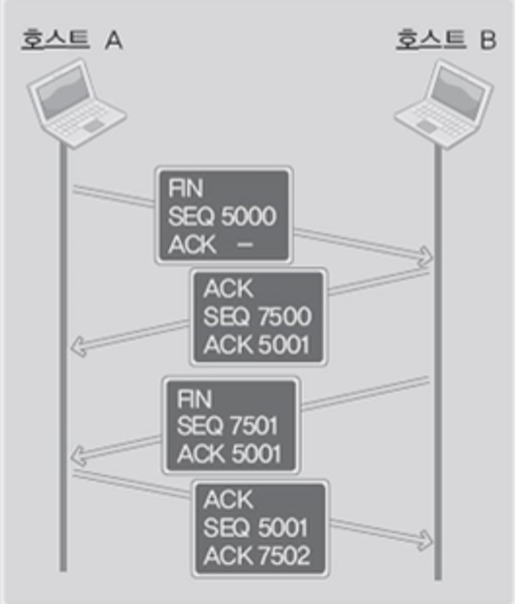 호스트 A
호스트 B
FIN
SEQ 5000
ACK –
ACK
SEQ 7500
ACK 5001
FIN
SEQ 7501
ACK 5001
ACK
SEQ 5001
ACK 7502